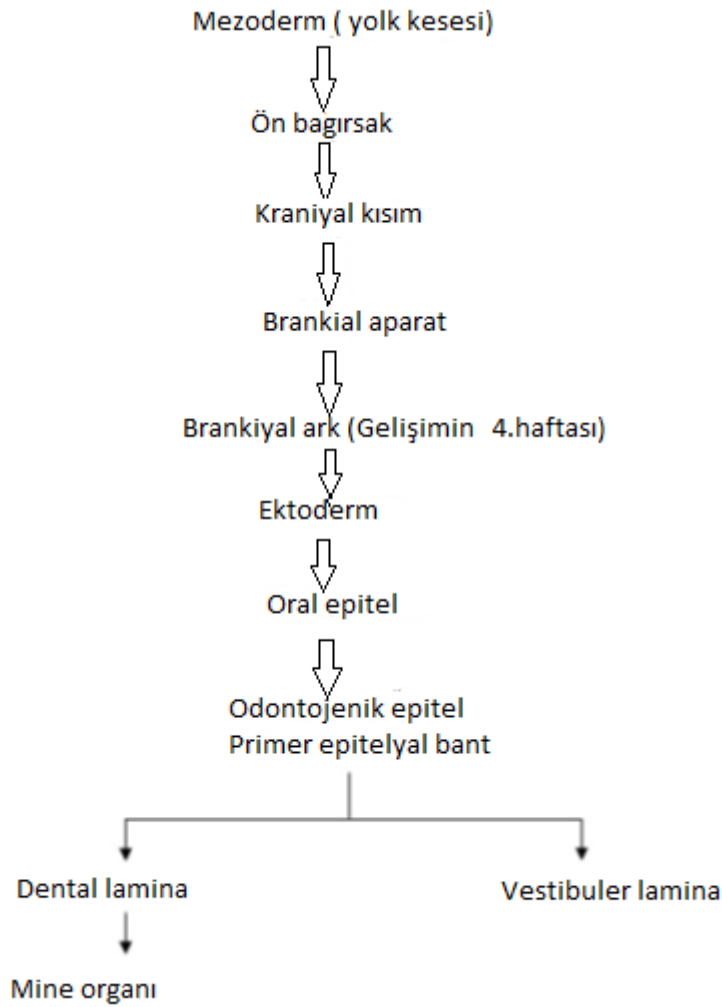 Mezoderm ( yolk kesesi)
Ön bagırsak
Kraniyal kısım
Brankial aparat
Brankiyal ark (Gelişimin 4.haftası)
Ektoderm
Oral epitel
Odontojenik epitel
Primer epitelyal bant
Dental lamina
Vestibuler lamina
Mine organı